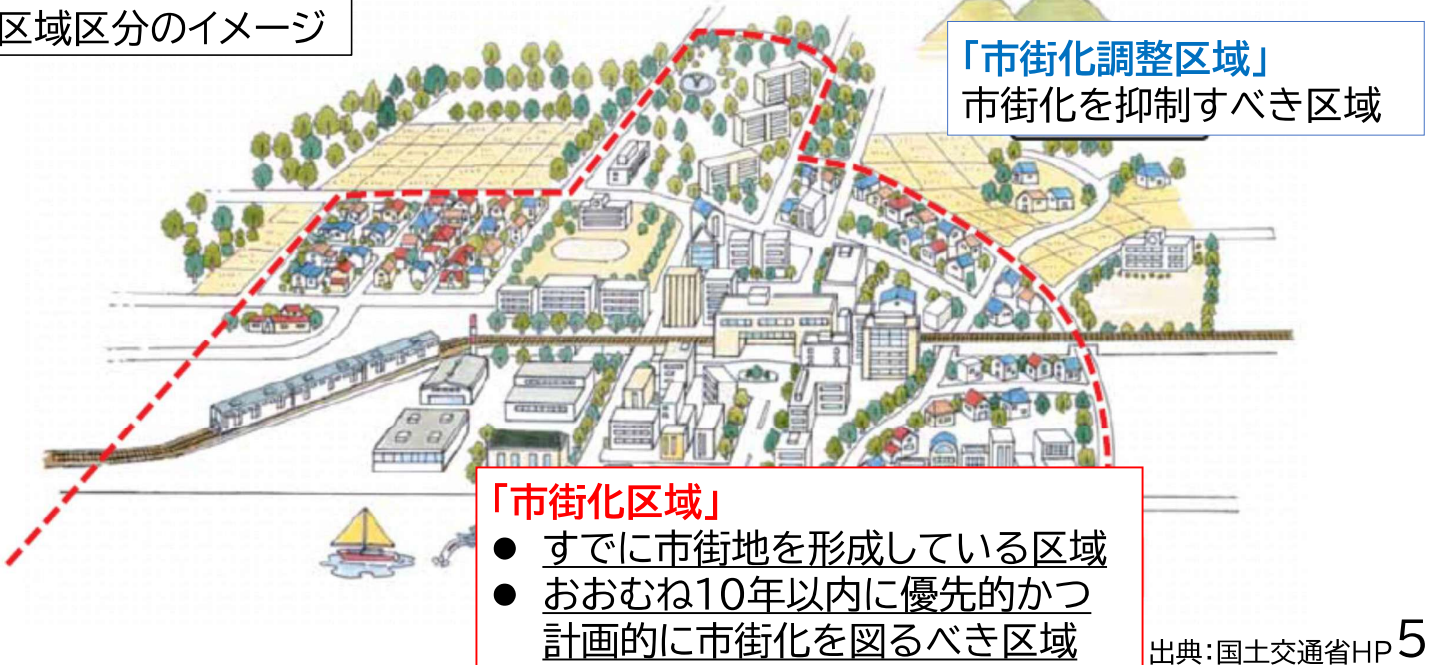 区域区分のイメージ
「市街化調整区域」
市街化を抑制すべき区域
「市街化区域」
● すでに市街地を形成している区域
● おおむね10年以内に優先的かつ
計画的に市街化を図るべき区域
出典:国土交通省HP
5